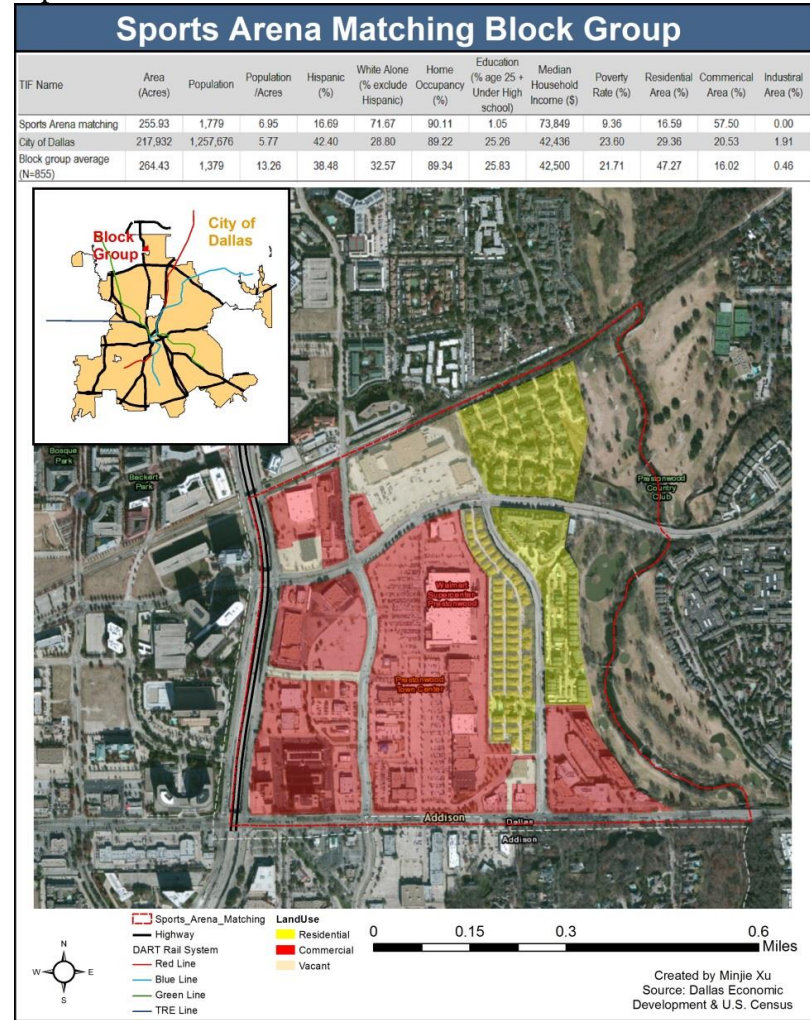 Sports Arena Matching Block Group
TIF Name Area (Acres) Population Population /Acres Hispanic (%) White Alone (% exclude Hispanic) Home Occupancy (%) Education (% age 25 + Under High school) Median Household Income ($) Poverty Rate (%) Residential Area (%) Commerical Area (%) Industiral Area (%)
Sports Arena matching 255.93 1,779 6.95 16.69 71.67 90.11 1.05 73,849 9.36 16.59 57.50 0.00
City of Dallas 217,932 1,257,676 5.77 42.40 28.80 89.22 25.26 42,436 23.60 29.36 20.53 1.91
Block group average (N=855) 264.43 1,379 13.26 38.48 32.57 89.34 25.83 42,500 21.71 47.27 16.02 0.46
City of
Dallas
Block
Group
Bosque
Park
Beckert
Park
Prestonwood
Country
Club
Walmart
Supercenter-
Prestonwood
Prestonwood
Town Center
Addison
Dallas
Addison
Sports_Arena_Matching
Highway
DART Rail System
Red Line
Blue Line
Green Line
TRE Line
LandUse
Residential
Commercial
Vacant
0 0.15 0.3 0.6
Miles
N
W E
S
Created by Minjie Xu
Source: Dallas Economic
Development & U.S. Census